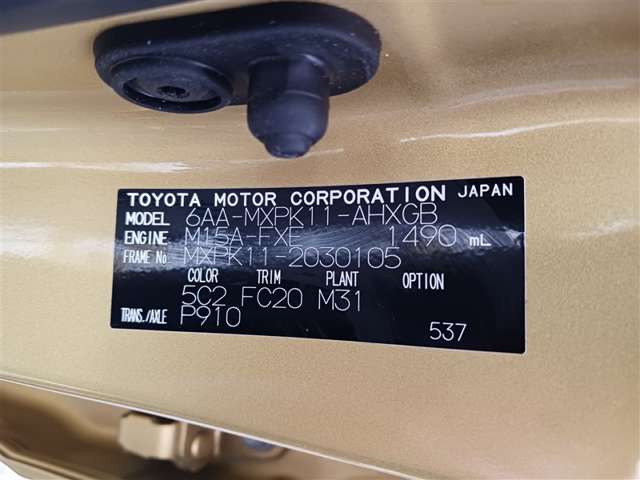 TOYOTA MOTOR CORPORATION JAPAN
MODEL 6AA-MXPK11-AHXGB
ENGINE M15A-FXE 1490 mL
FRAME No. MXPK11-2030105
COLOR TRIM PLANT OPTION
5C2 FC20 M31
TRANS./AXLE P910
537